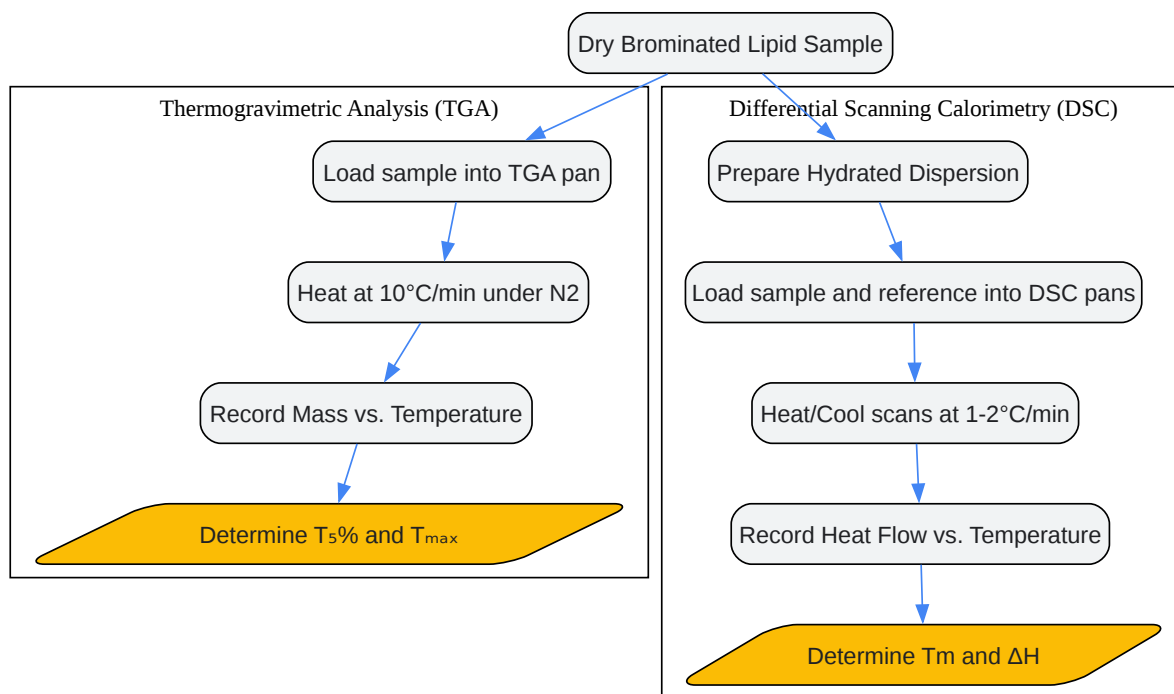 Dry Brominated Lipid Sample
Thermogravimetric Analysis (TGA)
Load sample into TGA pan
Heat at 10°C/min under N2
Record Mass vs. Temperature
Determine T₅% and Tₘₐₓ
Differential Scanning Calorimetry (DSC)
Prepare Hydrated Dispersion
Load sample and reference into DSC pans
Heat/Cool scans at 1-2°C/min
Record Heat Flow vs. Temperature
Determine Tm and ΔH